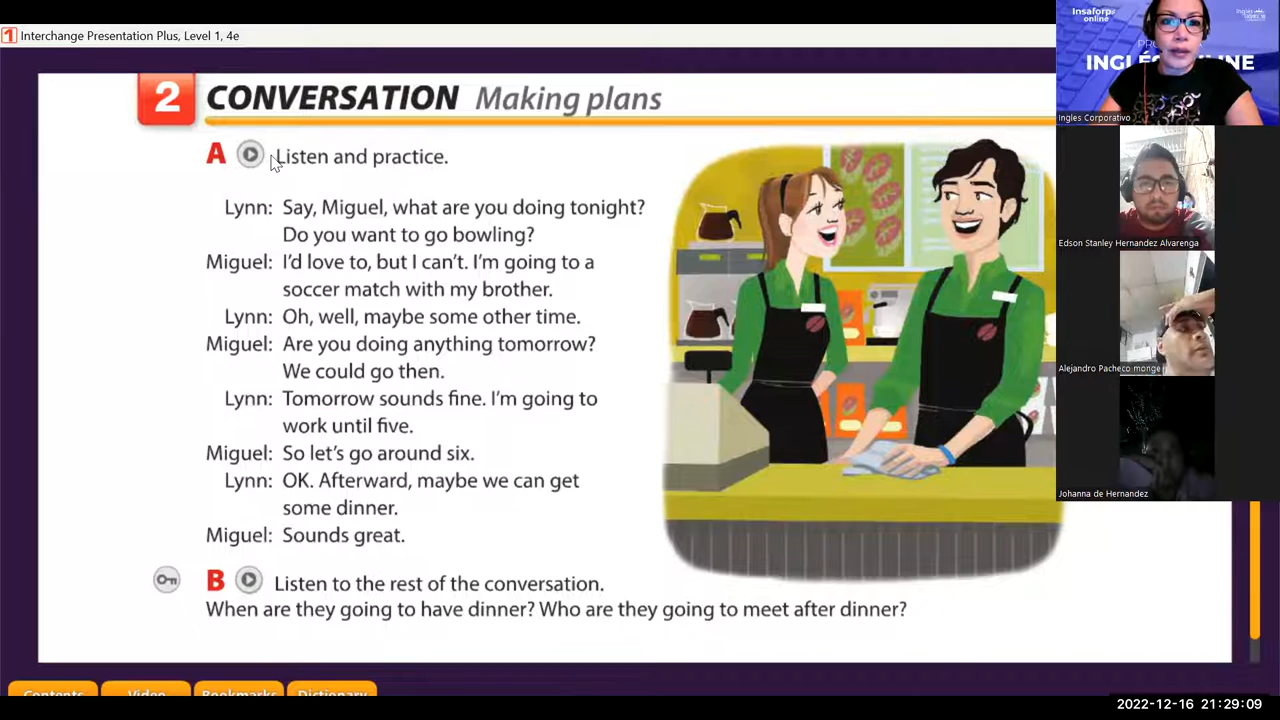 Interchange Presentation Plus, Level 1, 4e
2 CONVERSATION Making plans
A Listen and practice.
Lynn: Say, Miguel, what are you doing tonight?
Do you want to go bowling?
Miguel: I'd love to, but I can't. I'm going to a
soccer match with my brother.
Lynn: Oh, well, maybe some other time.
Miguel: Are you doing anything tomorrow?
We could go then.
Lynn: Tomorrow sounds fine. I'm going to
work until five.
Miguel: So let's go around six.
Lynn: OK. Afterward, maybe we can get
some dinner.
Miguel: Sounds great.
B Listen to the rest of the conversation.
When are they going to have dinner? Who are they going to meet after dinner?
Contents Video Bookmarks Dictionary
Insaforp
online
INGLÉS ONLINE
Ingles Corporativo
Edson Stanley Hernandez Alvarenga
Alejandro Pacheco monge
Johanna de Hernandez
2022-12-16 21:29:09